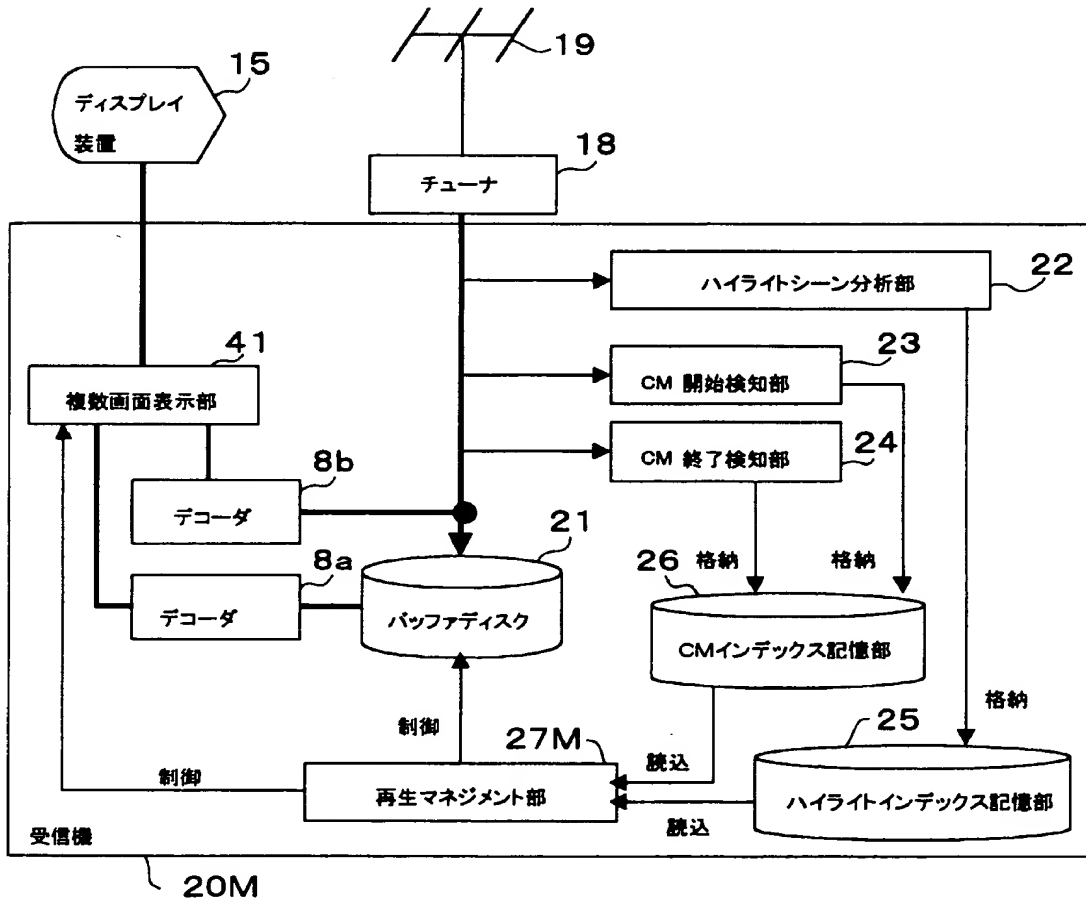 19
15
ディスプレイ
装置
18
チューナ
ハイライトシーン分析部
22
41
複数画面表示部
23
CM 開始検知部
24
CM 終了検知部
8b
デコーダ
21
バッファディスク
8a
デコーダ
格納
格納
26
CMインデックス記憶部
格納
制御
27M
再生マネジメント部
制御
読込
読込
25
ハイライトインデックス記憶部
受信機
20M